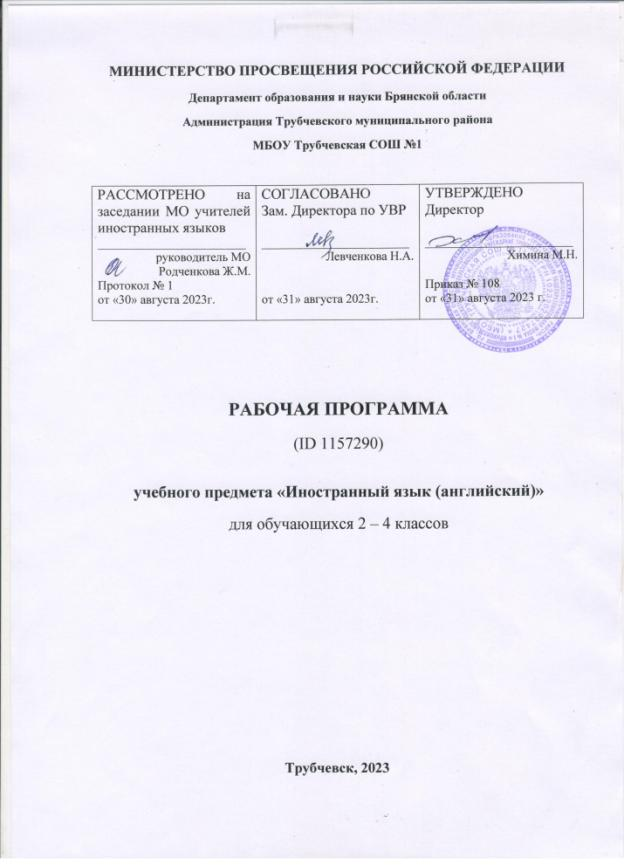 МИНИСТЕРСТВО ПРОСВЕЩЕНИЯ РОССИЙСКОЙ ФЕДЕРАЦИИ
Департамент образования и науки Брянской области
Администрация Трубчевского муниципального района
МБОУ Трубчевская СОШ №1
РАССМОТРЕНО на
заседании МО учителей
иностранных языков
руководитель МО
Родченкова Ж.М.
Протокол № 1
от «30» августа 2023г.
СОГЛАСОВАНО
Зам. Директора по УВР
Левченкова Н.А.
от «31» августа 2023г.
УТВЕРЖДЕНО
Директор
Химина М.Н.
Приказ № 108
от «31» августа 2023 г.
РАБОЧАЯ ПРОГРАММА
(ID 1157290)
учебного предмета «Иностранный язык (английский)»
для обучающихся 2 – 4 классов
Трубчевск, 2023